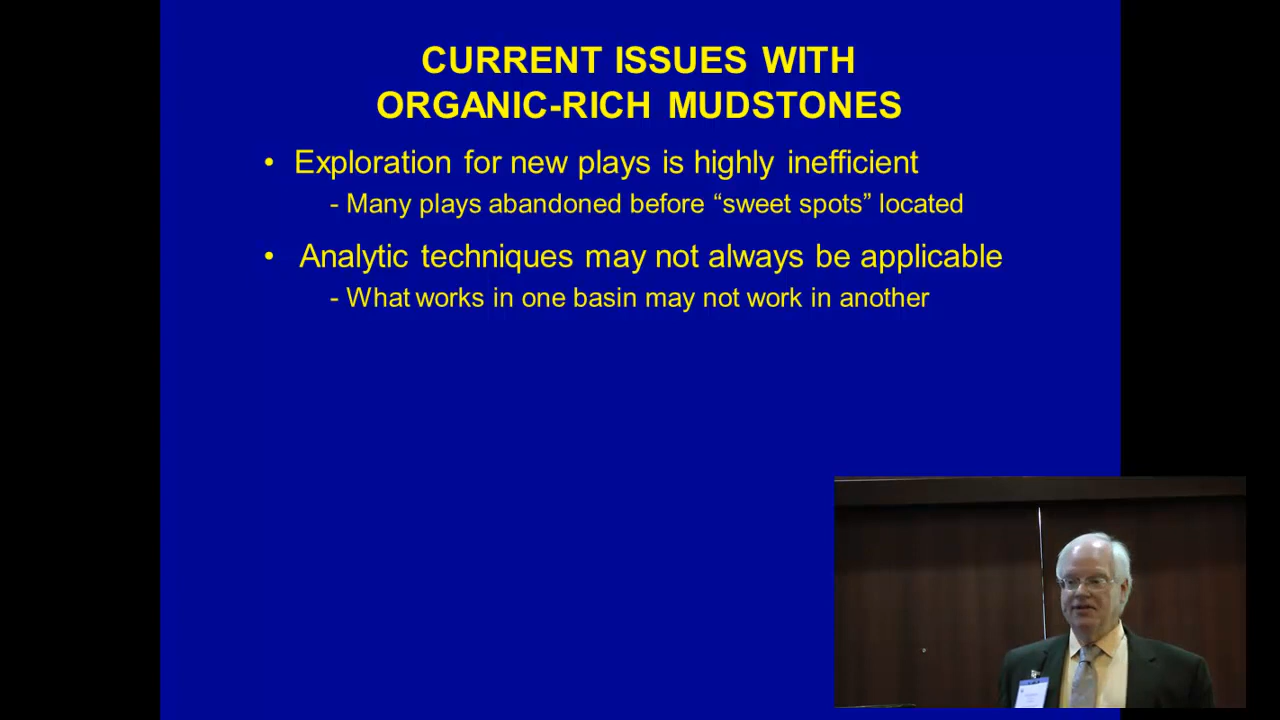 CURRENT ISSUES WITH
ORGANIC-RICH MUDSTONES
• Exploration for new plays is highly inefficient
- Many plays abandoned before “sweet spots” located
• Analytic techniques may not always be applicable
- What works in one basin may not work in another